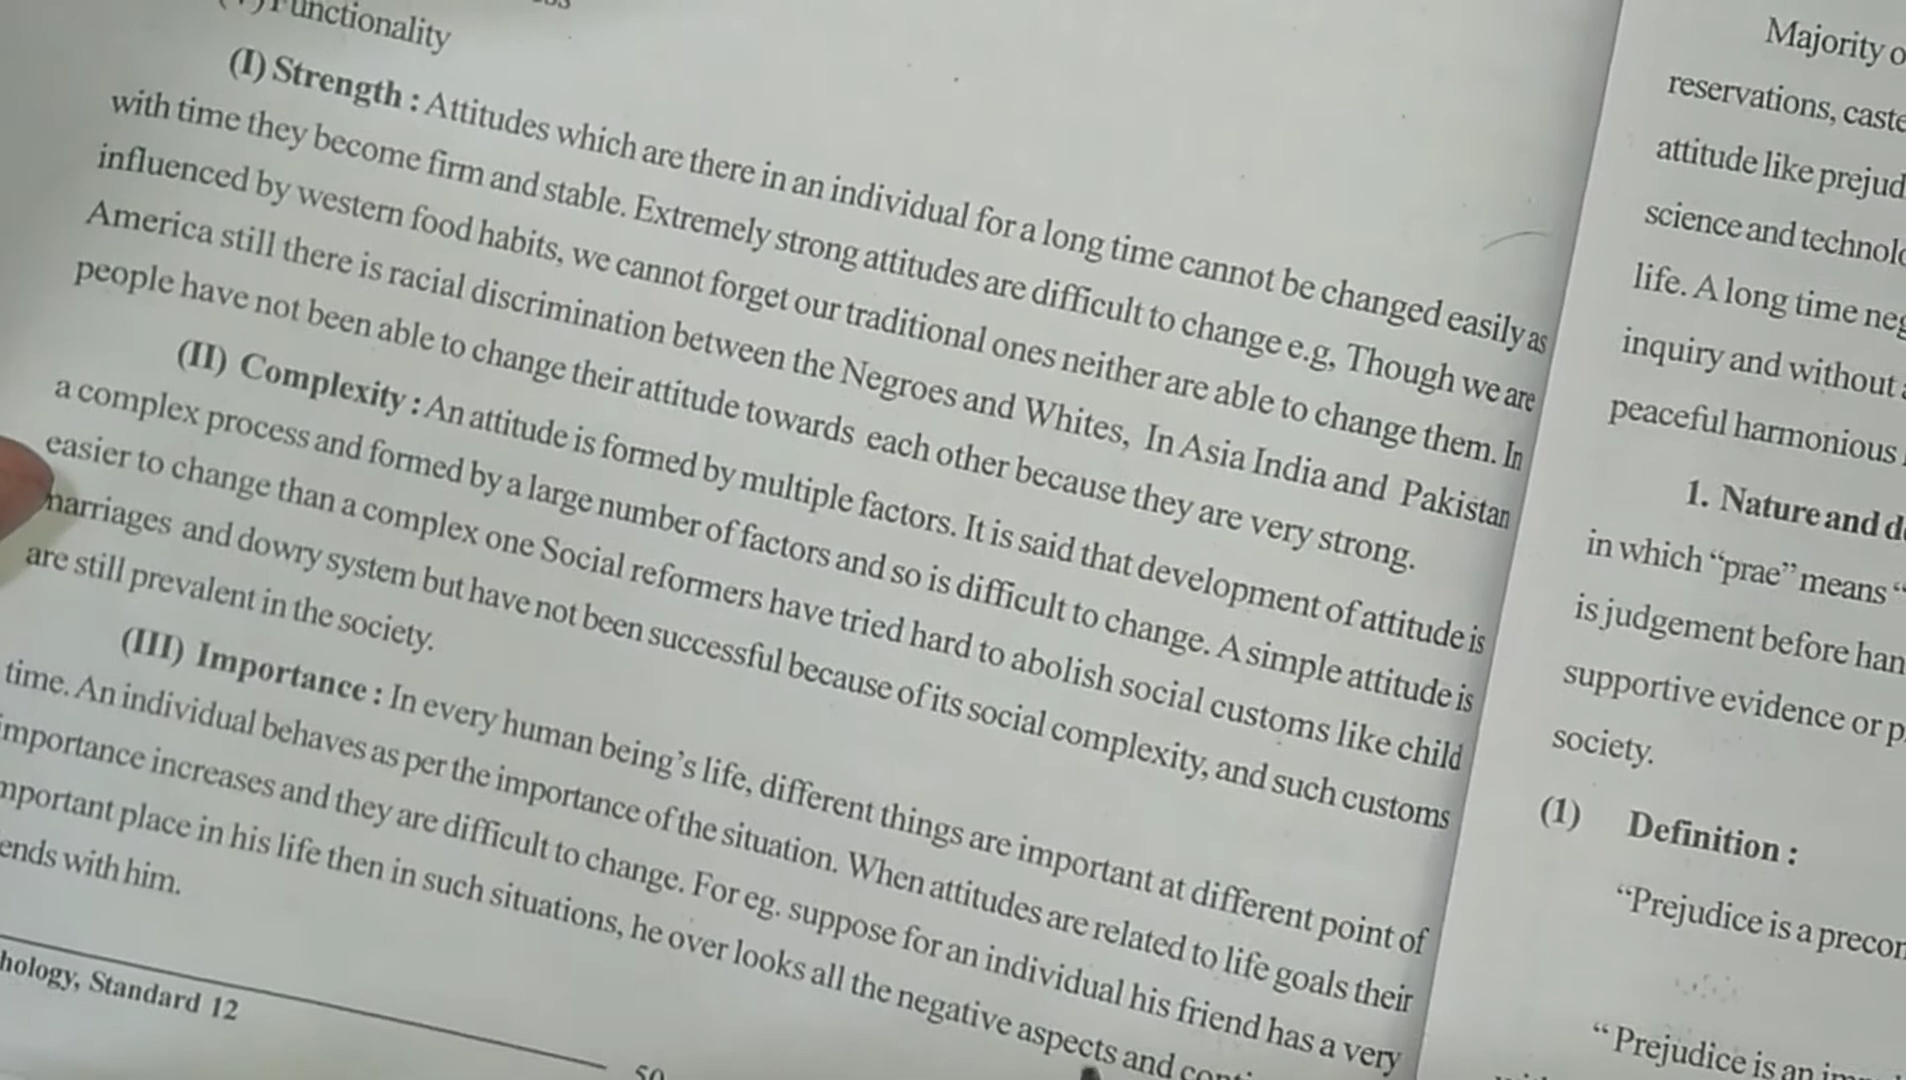 Functionality
(I) Strength : Attitudes which are there in an individual for a long time cannot be changed easily as
with time they become firm and stable. Extremely strong attitudes are difficult to change e.g, Though we are
influenced by western food habits, we cannot forget our traditional ones neither are able to change them. In
America still there is racial discrimination between the Negroes and Whites, In Asia India and Pakistan
people have not been able to change their attitude towards each other because they are very strong.
(II) Complexity : An attitude is formed by multiple factors. It is said that development of attitude is
a complex process and formed by a large number of factors and so is difficult to change. A simple attitude is
easier to change than a complex one Social reformers have tried hard to abolish social customs like child
marriages and dowry system but have not been successful because of its social complexity, and such customs
are still prevalent in the society.
(III) Importance : In every human being's life, different things are important at different point of
time. An individual behaves as per the importance of the situation. When attitudes are related to life goals their
importance increases and they are difficult to change. For eg. suppose for an individual his friend has a very
mportant place in his life then in such situations, he over looks all the negative aspects and
ends with him.
hology, Standard 12
50
Majority o
reservations, caste
attitude like prejud
science and technolo
life. A long time neg
inquiry and without
peaceful harmonious
1. Nature and d
in which “prae” means “
is judgement before han
supportive evidence or p
society.
(1) Definition :
“Prejudice is a precon
“Prejudice is an